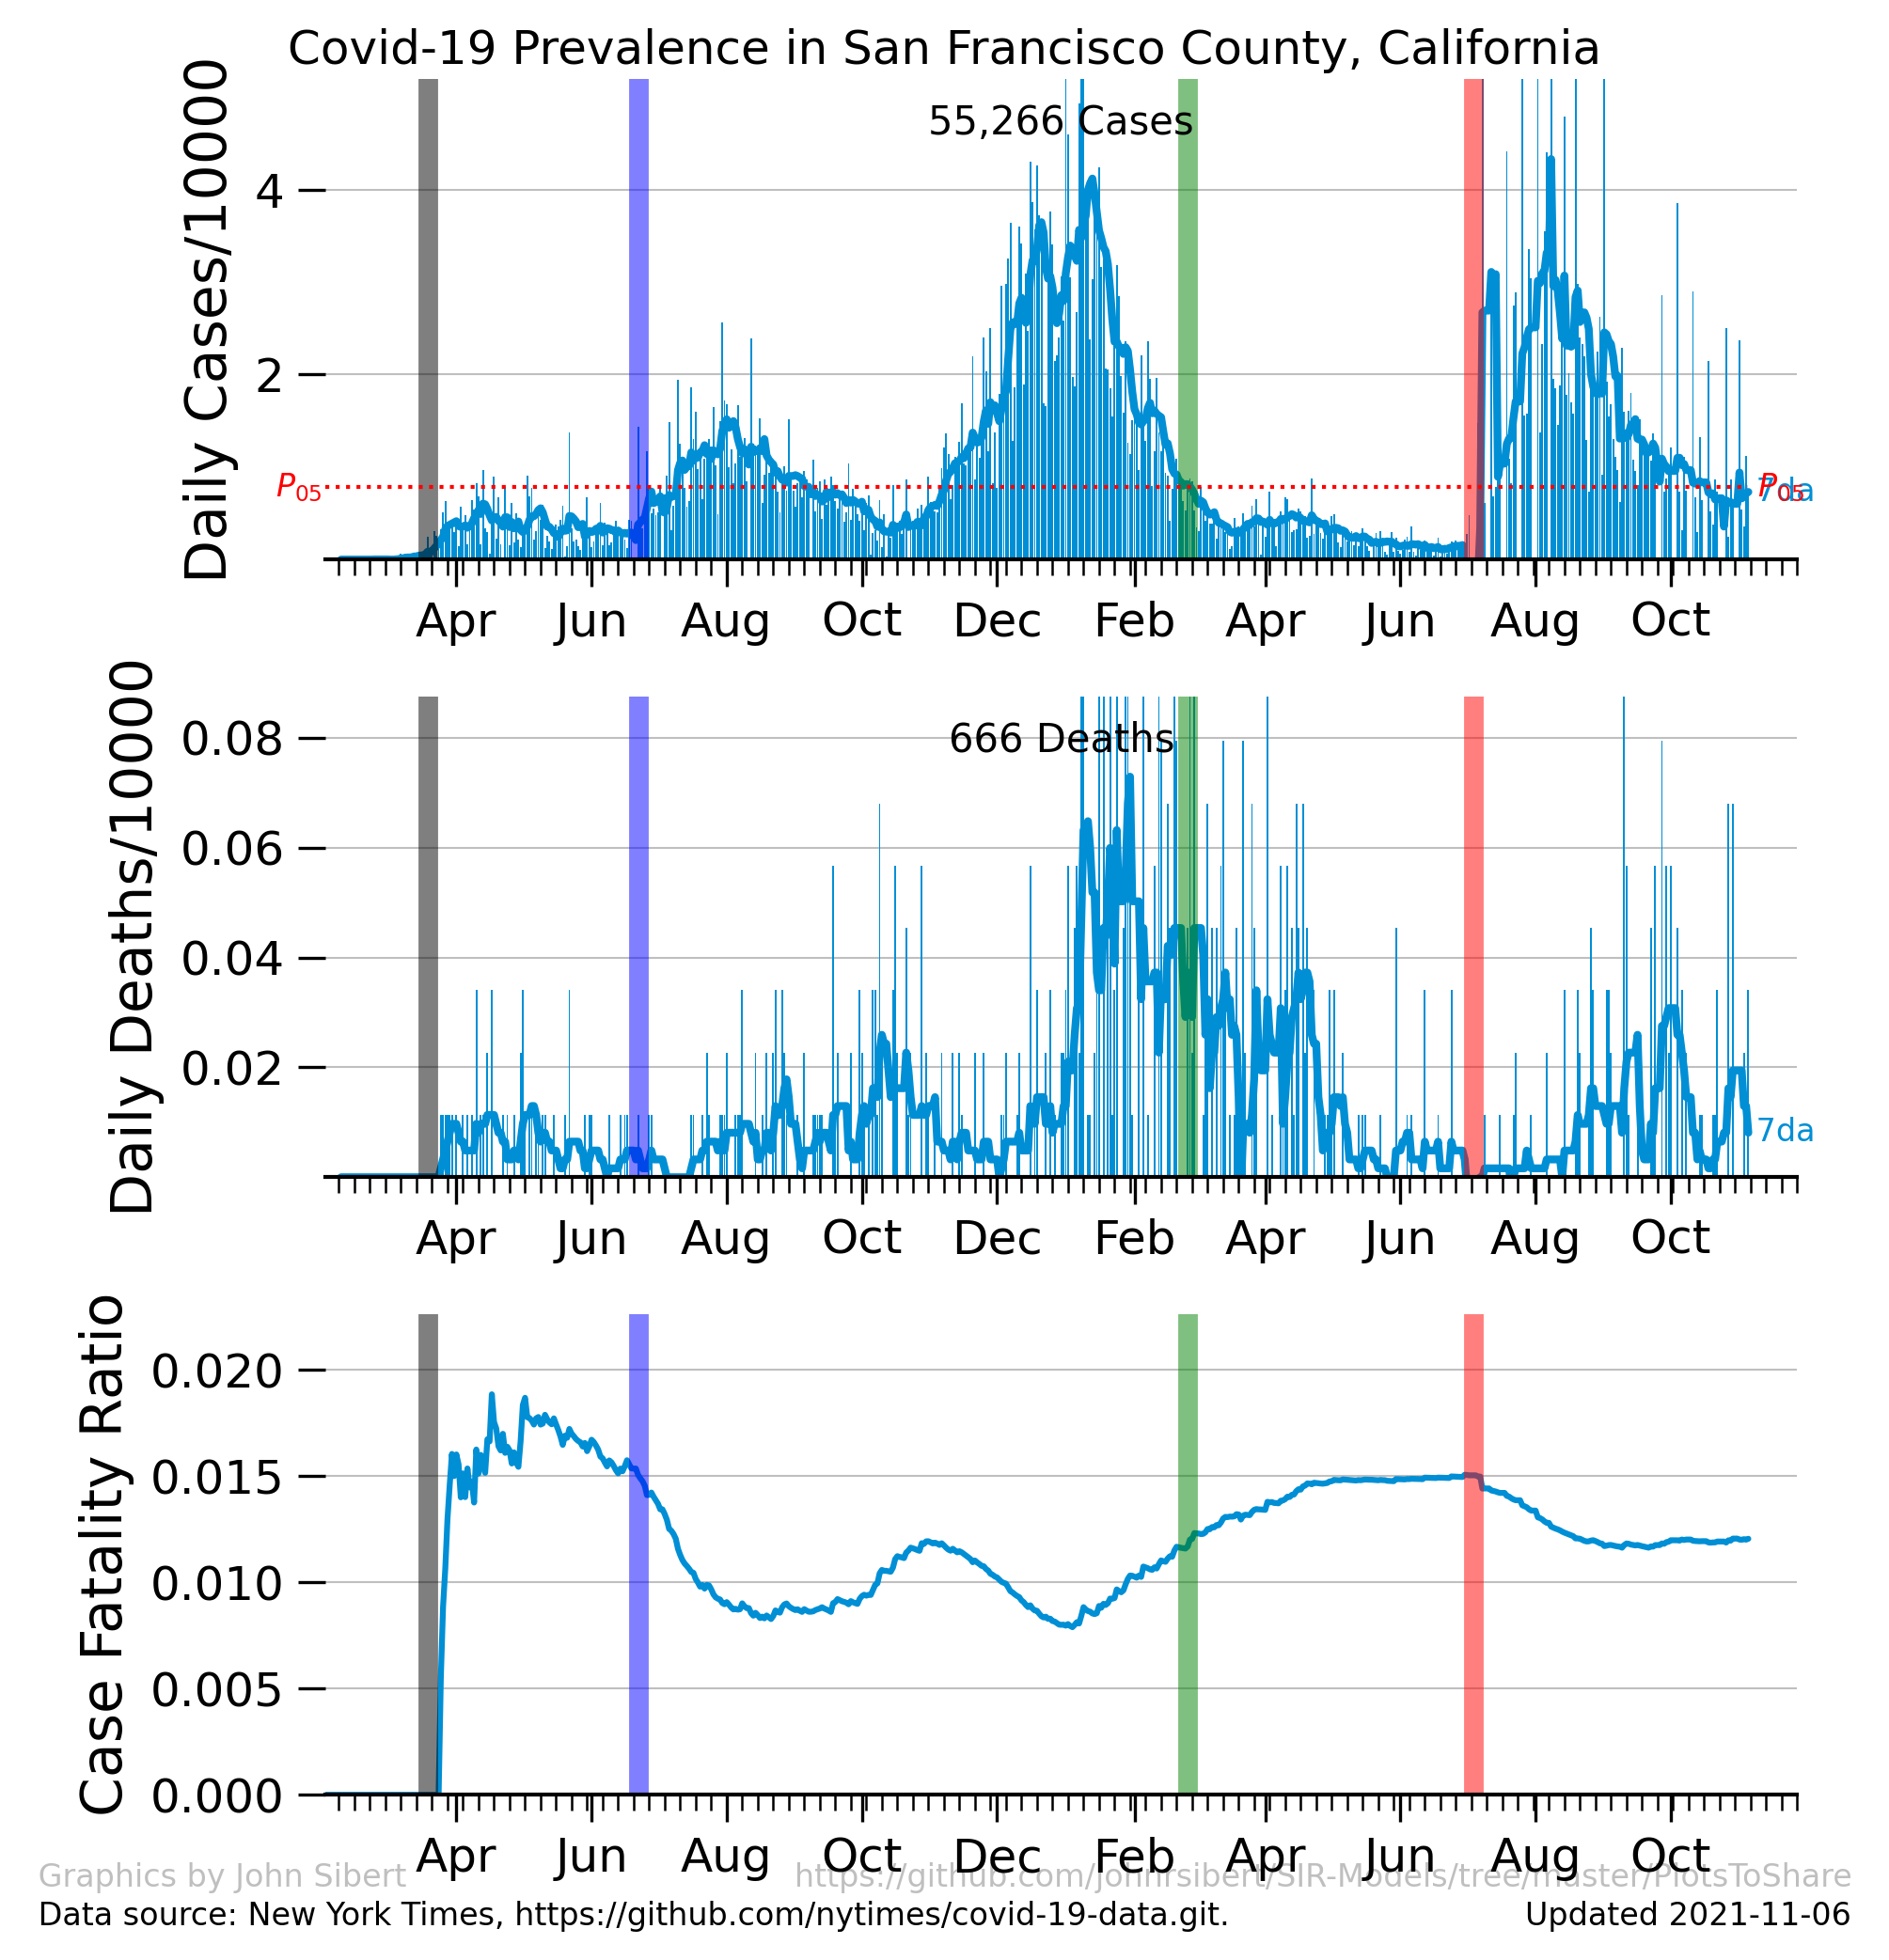 Covid-19 Prevalence in San Francisco County, California
Daily Cases/10000
55,266 Cases
4
2
P05
P05
7da
Apr Jun Aug Oct Dec Feb Apr Jun Aug Oct
Daily Deaths/10000
666 Deaths
0.08
0.06
0.04
0.02
7da
Apr Jun Aug Oct Dec Feb Apr Jun Aug Oct
Case Fatality Ratio
0.020
0.015
0.010
0.005
0.000
Apr Jun Aug Oct Dec Feb Apr Jun Aug Oct
Graphics by John Sibert https://github.com/johnrsibert/SIR-Models/tree/master/PlotsToShare
Data source: New York Times, https://github.com/nytimes/covid-19-data.git. Updated 2021-11-06